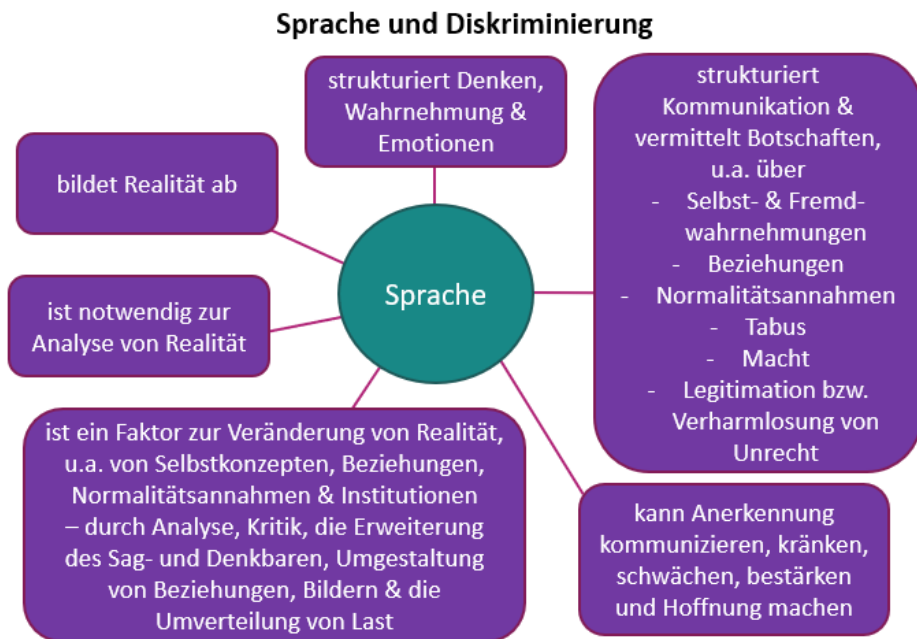 Sprache und Diskriminierung
strukturiert Denken,
Wahrnehmung &
Emotionen
strukturiert
Kommunikation &
vermittelt Botschaften,
u.a. über
- Selbst- & Fremd-
wahrnehmungen
- Beziehungen
- Normalitätsannahmen
- Tabus
- Macht
- Legitimation bzw.
Verharmlosung von
Unrecht
bildet Realität ab
Sprache
ist notwendig zur
Analyse von Realität
ist ein Faktor zur Veränderung von Realität,
u.a. von Selbstkonzepten, Beziehungen,
Normalitätsannahmen & Institutionen
– durch Analyse, Kritik, die Erweiterung
des Sag- und Denkbaren, Umgestaltung
von Beziehungen, Bildern & die
Umverteilung von Last
kann Anerkennung
kommunizieren, kränken,
schwächen, bestärken
und Hoffnung machen